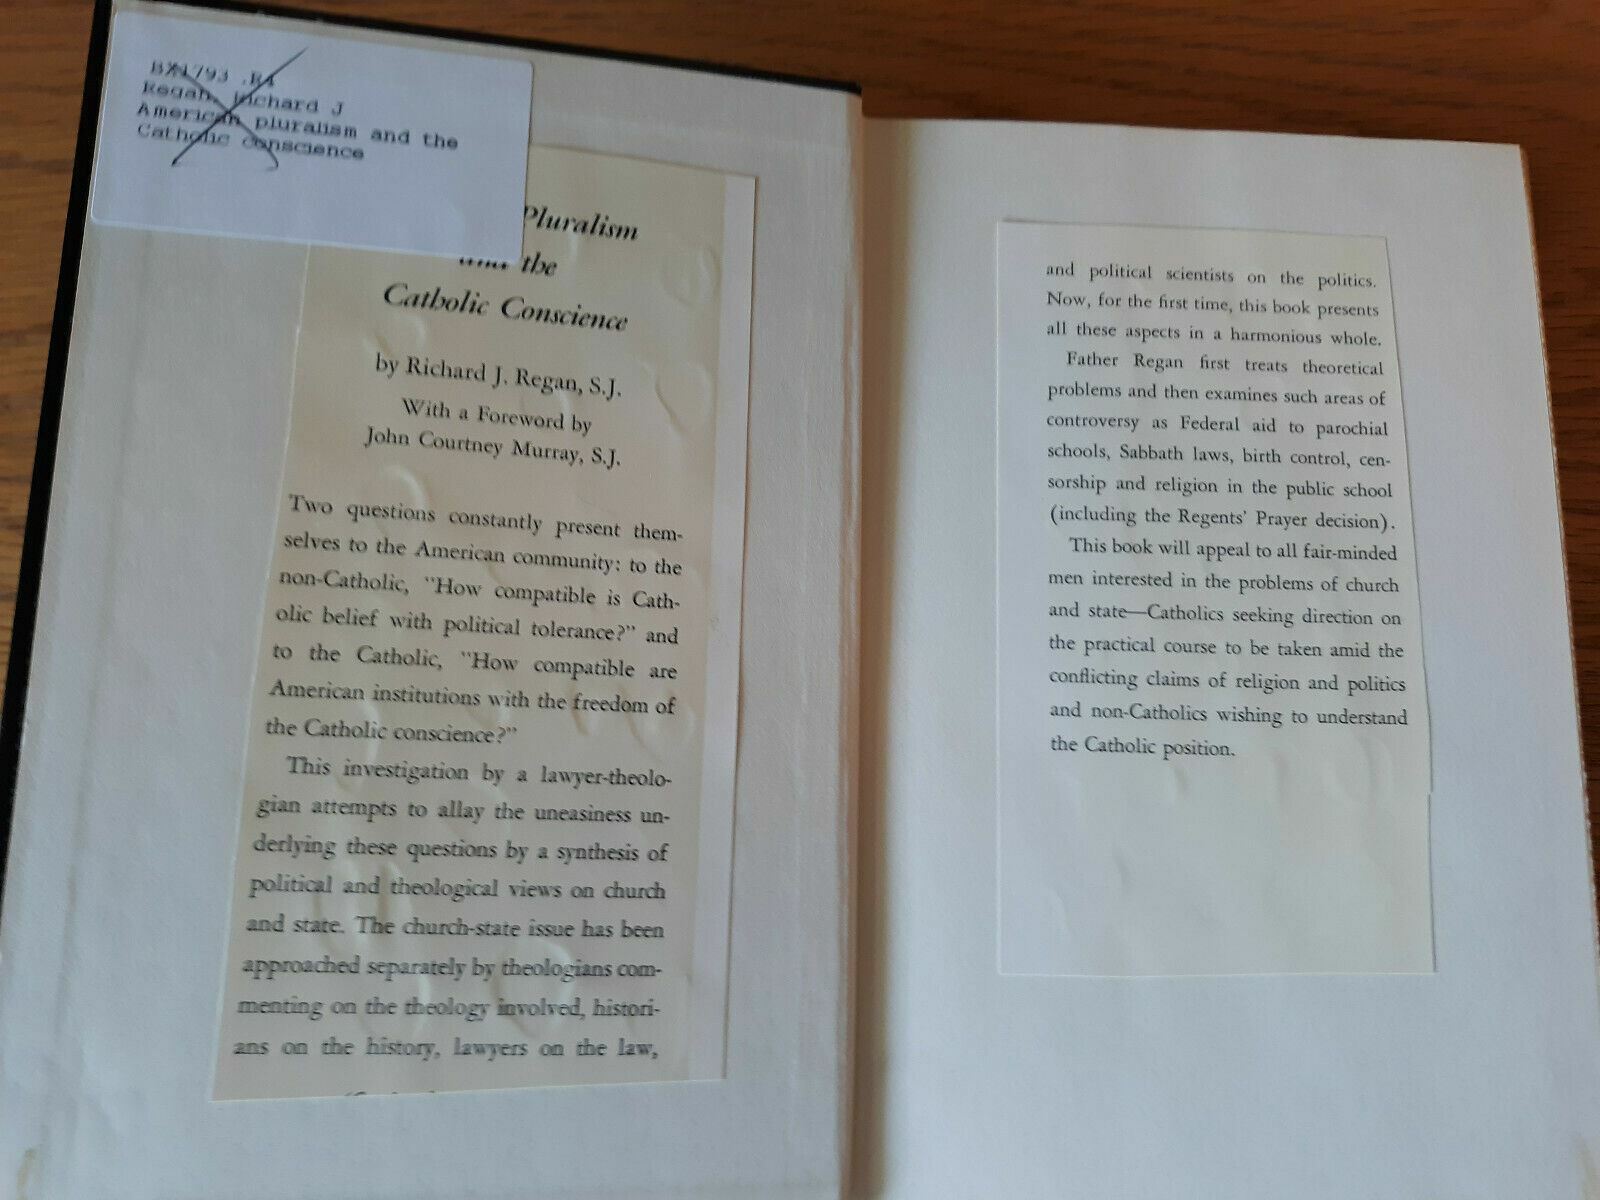 BX1793 .R4
Regan, Richard J
American pluralism and the
Catholic conscience
Pluralism
and the
Catholic Conscience
by Richard J. Regan, S.J.
With a Foreword by
John Courtney Murray, S.J.
Two questions constantly present them-
selves to the American community: to the
non-Catholic, "How compatible is Cath-
olic belief with political tolerance?" and
to the Catholic, "How compatible are
American institutions with the freedom of
the Catholic conscience?"
This investigation by a lawyer-theolo-
gian attempts to allay the uneasiness un-
derlying these questions by a synthesis of
political and theological views on church
and state. The church-state issue has been
approached separately by theologians com-
menting on the theology involved, histori-
ans on the history, lawyers on the law,
and political scientists on the politics.
Now, for the first time, this book presents
all these aspects in a harmonious whole.
Father Regan first treats theoretical
problems and then examines such areas of
controversy as Federal aid to parochial
schools, Sabbath laws, birth control, cen-
sorship and religion in the public school
(including the Regents' Prayer decision).
This book will appeal to all fair-minded
men interested in the problems of church
and state—Catholics seeking direction on
the practical course to be taken amid the
conflicting claims of religion and politics
and non-Catholics wishing to understand
the Catholic position.